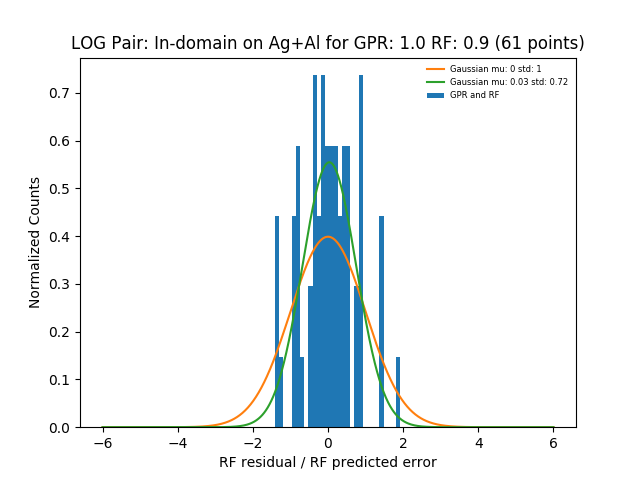 LOG Pair: In-domain on Ag+Al for GPR: 1.0 RF: 0.9 (61 points)
Gaussian mu: 0 std: 1
Gaussian mu: 0.03 std: 0.72
GPR and RF
Normalized Counts
0.7
0.6
0.5
0.4
0.3
0.2
0.1
0.0
−6 −4 −2 0 2 4 6
RF residual / RF predicted error